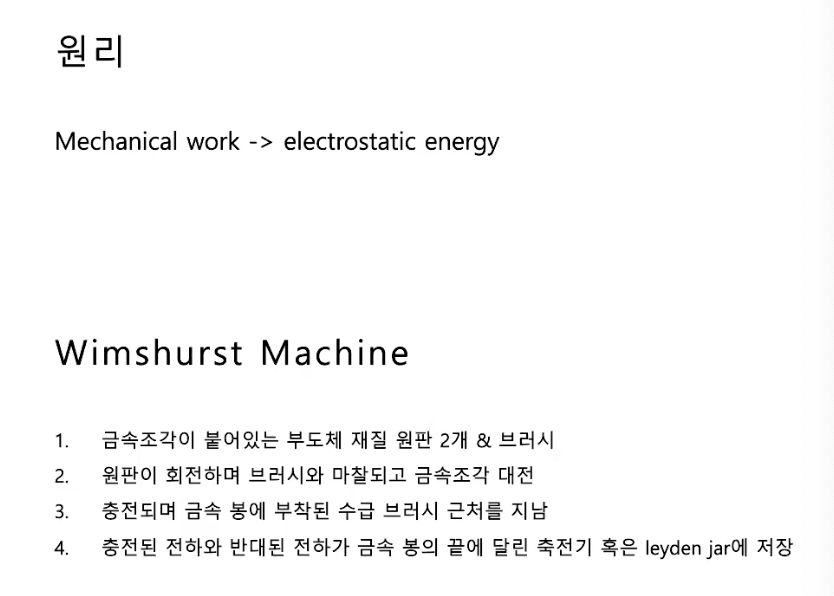 원리
Mechanical work -> electrostatic energy
Wimshurst Machine
1. 금속조각이 붙어있는 부도체 재질 원판 2개 & 브러시
2. 원판이 회전하며 브러시와 마찰되고 금속조각 대전
3. 충전되며 금속 봉에 부착된 수급 브러시 근처를 지남
4. 충전된 전하와 반대된 전하가 금속 봉의 끝에 달린 축전기 혹은 leyden jar에 저장